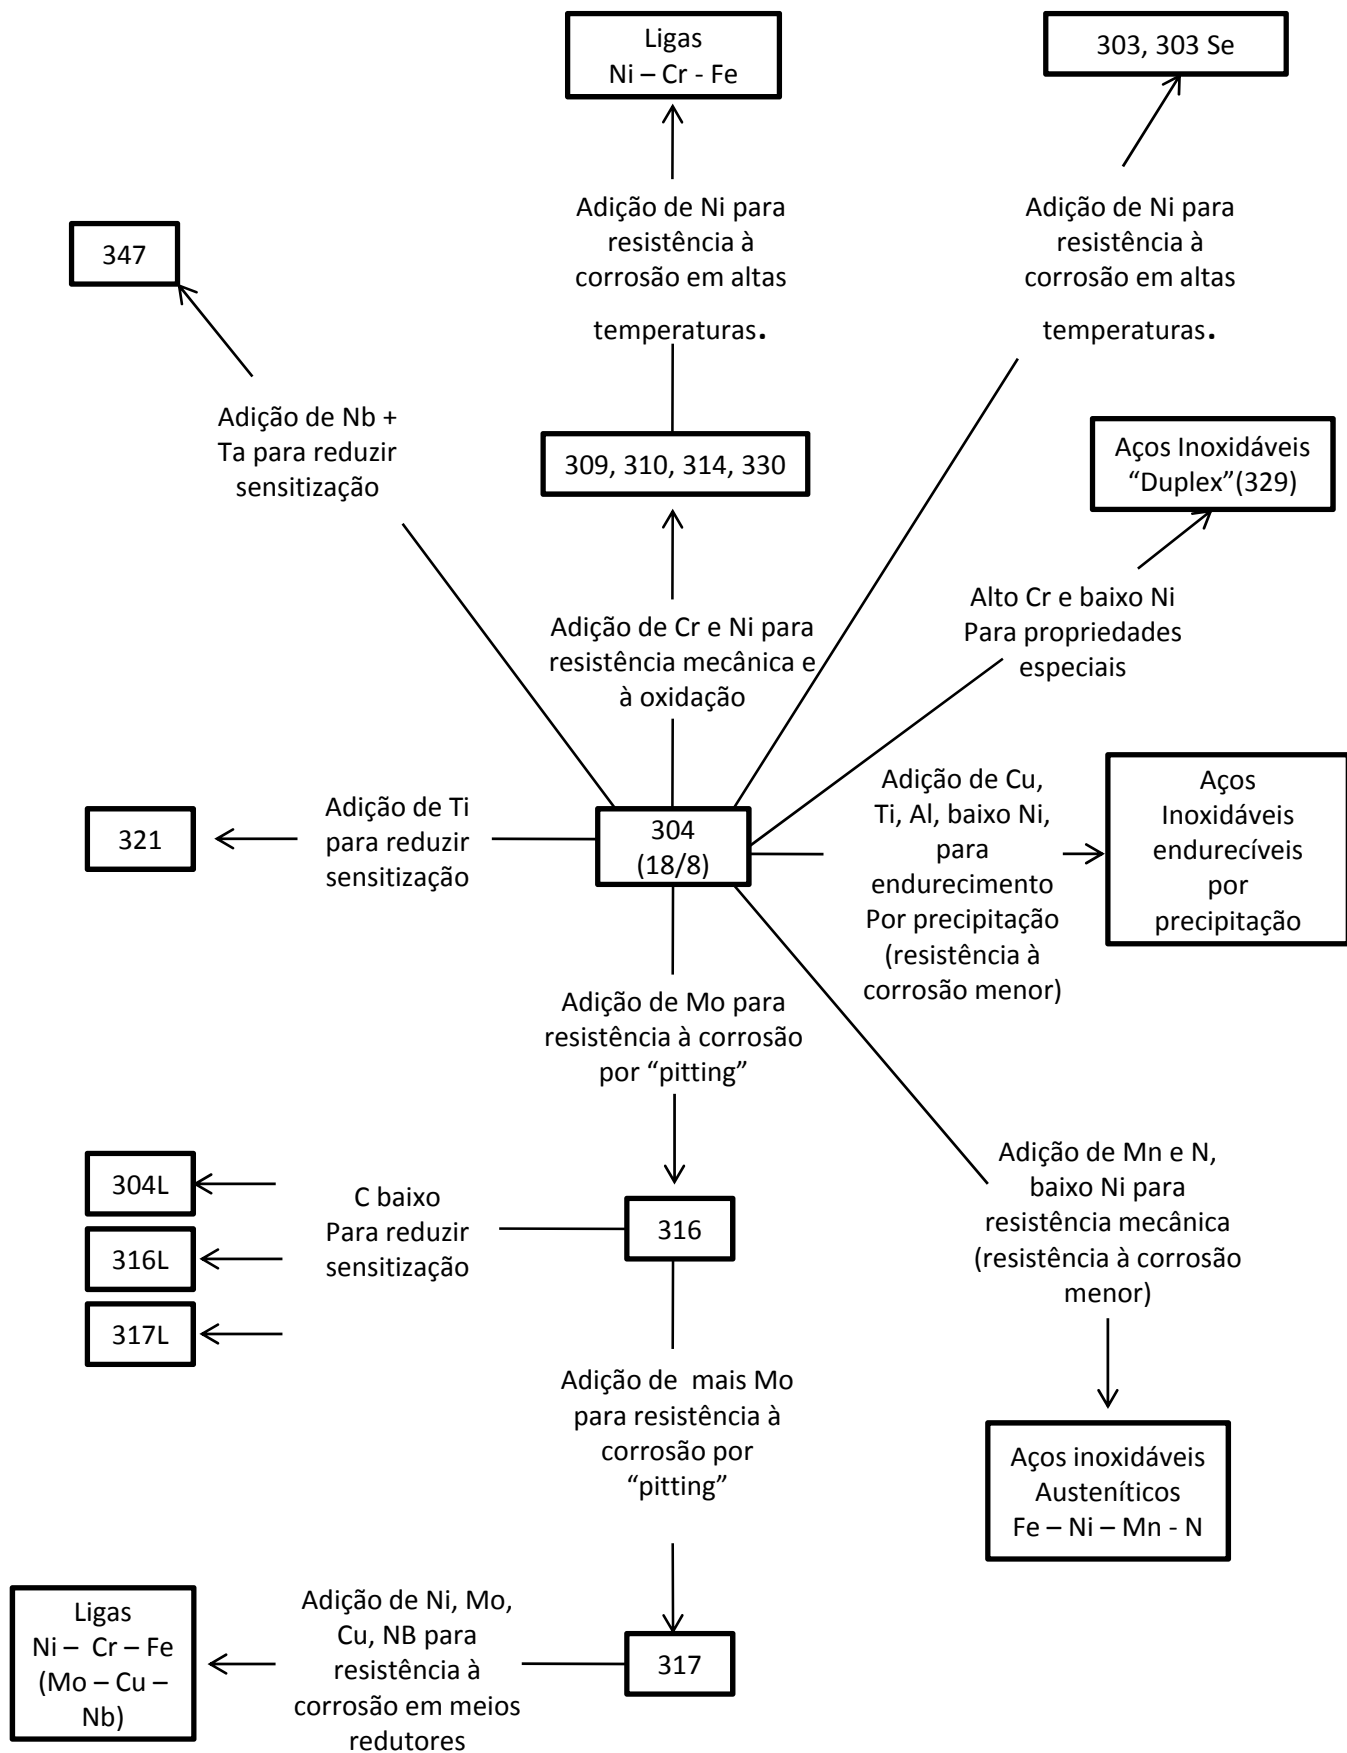 Ligas
Ni – Cr - Fe
303, 303 Se
Adição de Ni para
resistência à
corrosão em altas
temperaturas.
Adição de Ni para
resistência à
corrosão em altas
temperaturas.
347
Adição de Nb +
Ta para reduzir
sensitização
309, 310, 314, 330
Aços Inoxidáveis
“Duplex”(329)
Alto Cr e baixo Ni
Para propriedades
especiais
Adição de Cr e Ni para
resistência mecânica e
à oxidação
321
Adição de Ti
para reduzir
sensitização
304
(18/8)
Adição de Cu,
Ti, Al, baixo Ni,
para
endurecimento
Por precipitação
(resistência à
corrosão menor)
Aços
Inoxidáveis
endurecíveis
por
precipitação
Adição de Mo para
resistência à corrosão
por “pitting”
304L
316L
317L
C baixo
Para reduzir
sensitização
316
Adição de Mn e N,
baixo Ni para
resistência mecânica
(resistência à corrosão
menor)
Adição de  mais Mo
para resistência à
corrosão por
“pitting”
Aços inoxidáveis
Austeníticos
Fe – Ni – Mn - N
Ligas
Ni –  Cr – Fe
(Mo – Cu –
Nb)
Adição de Ni, Mo,
Cu, NB para
resistência à
corrosão em meios
redutores
317